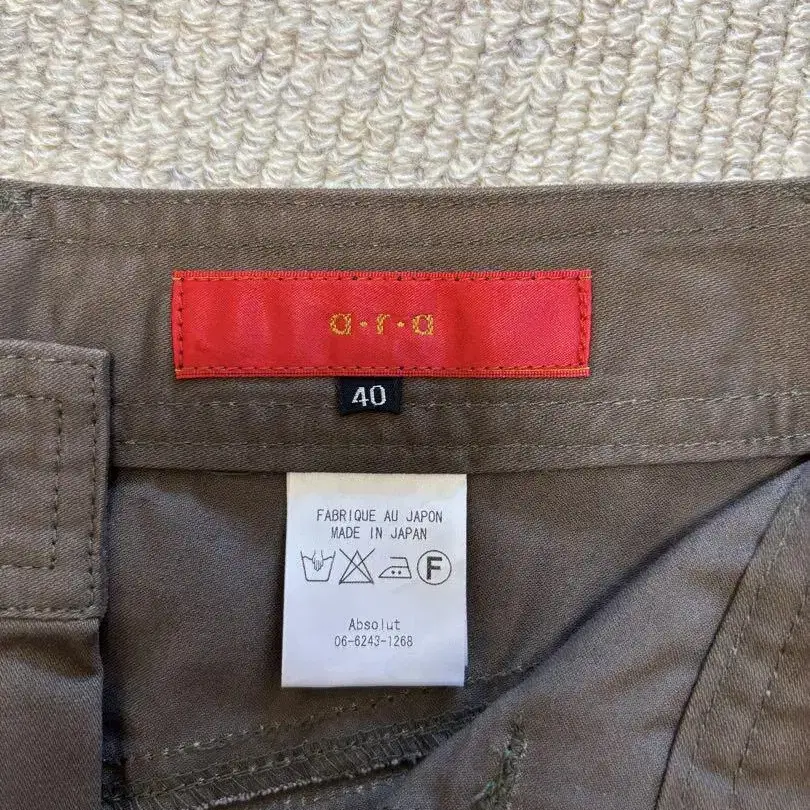 a·r·a
40
FABRIQUE AU JAPON
MADE IN JAPAN
F
Absolut
06-6243-1268